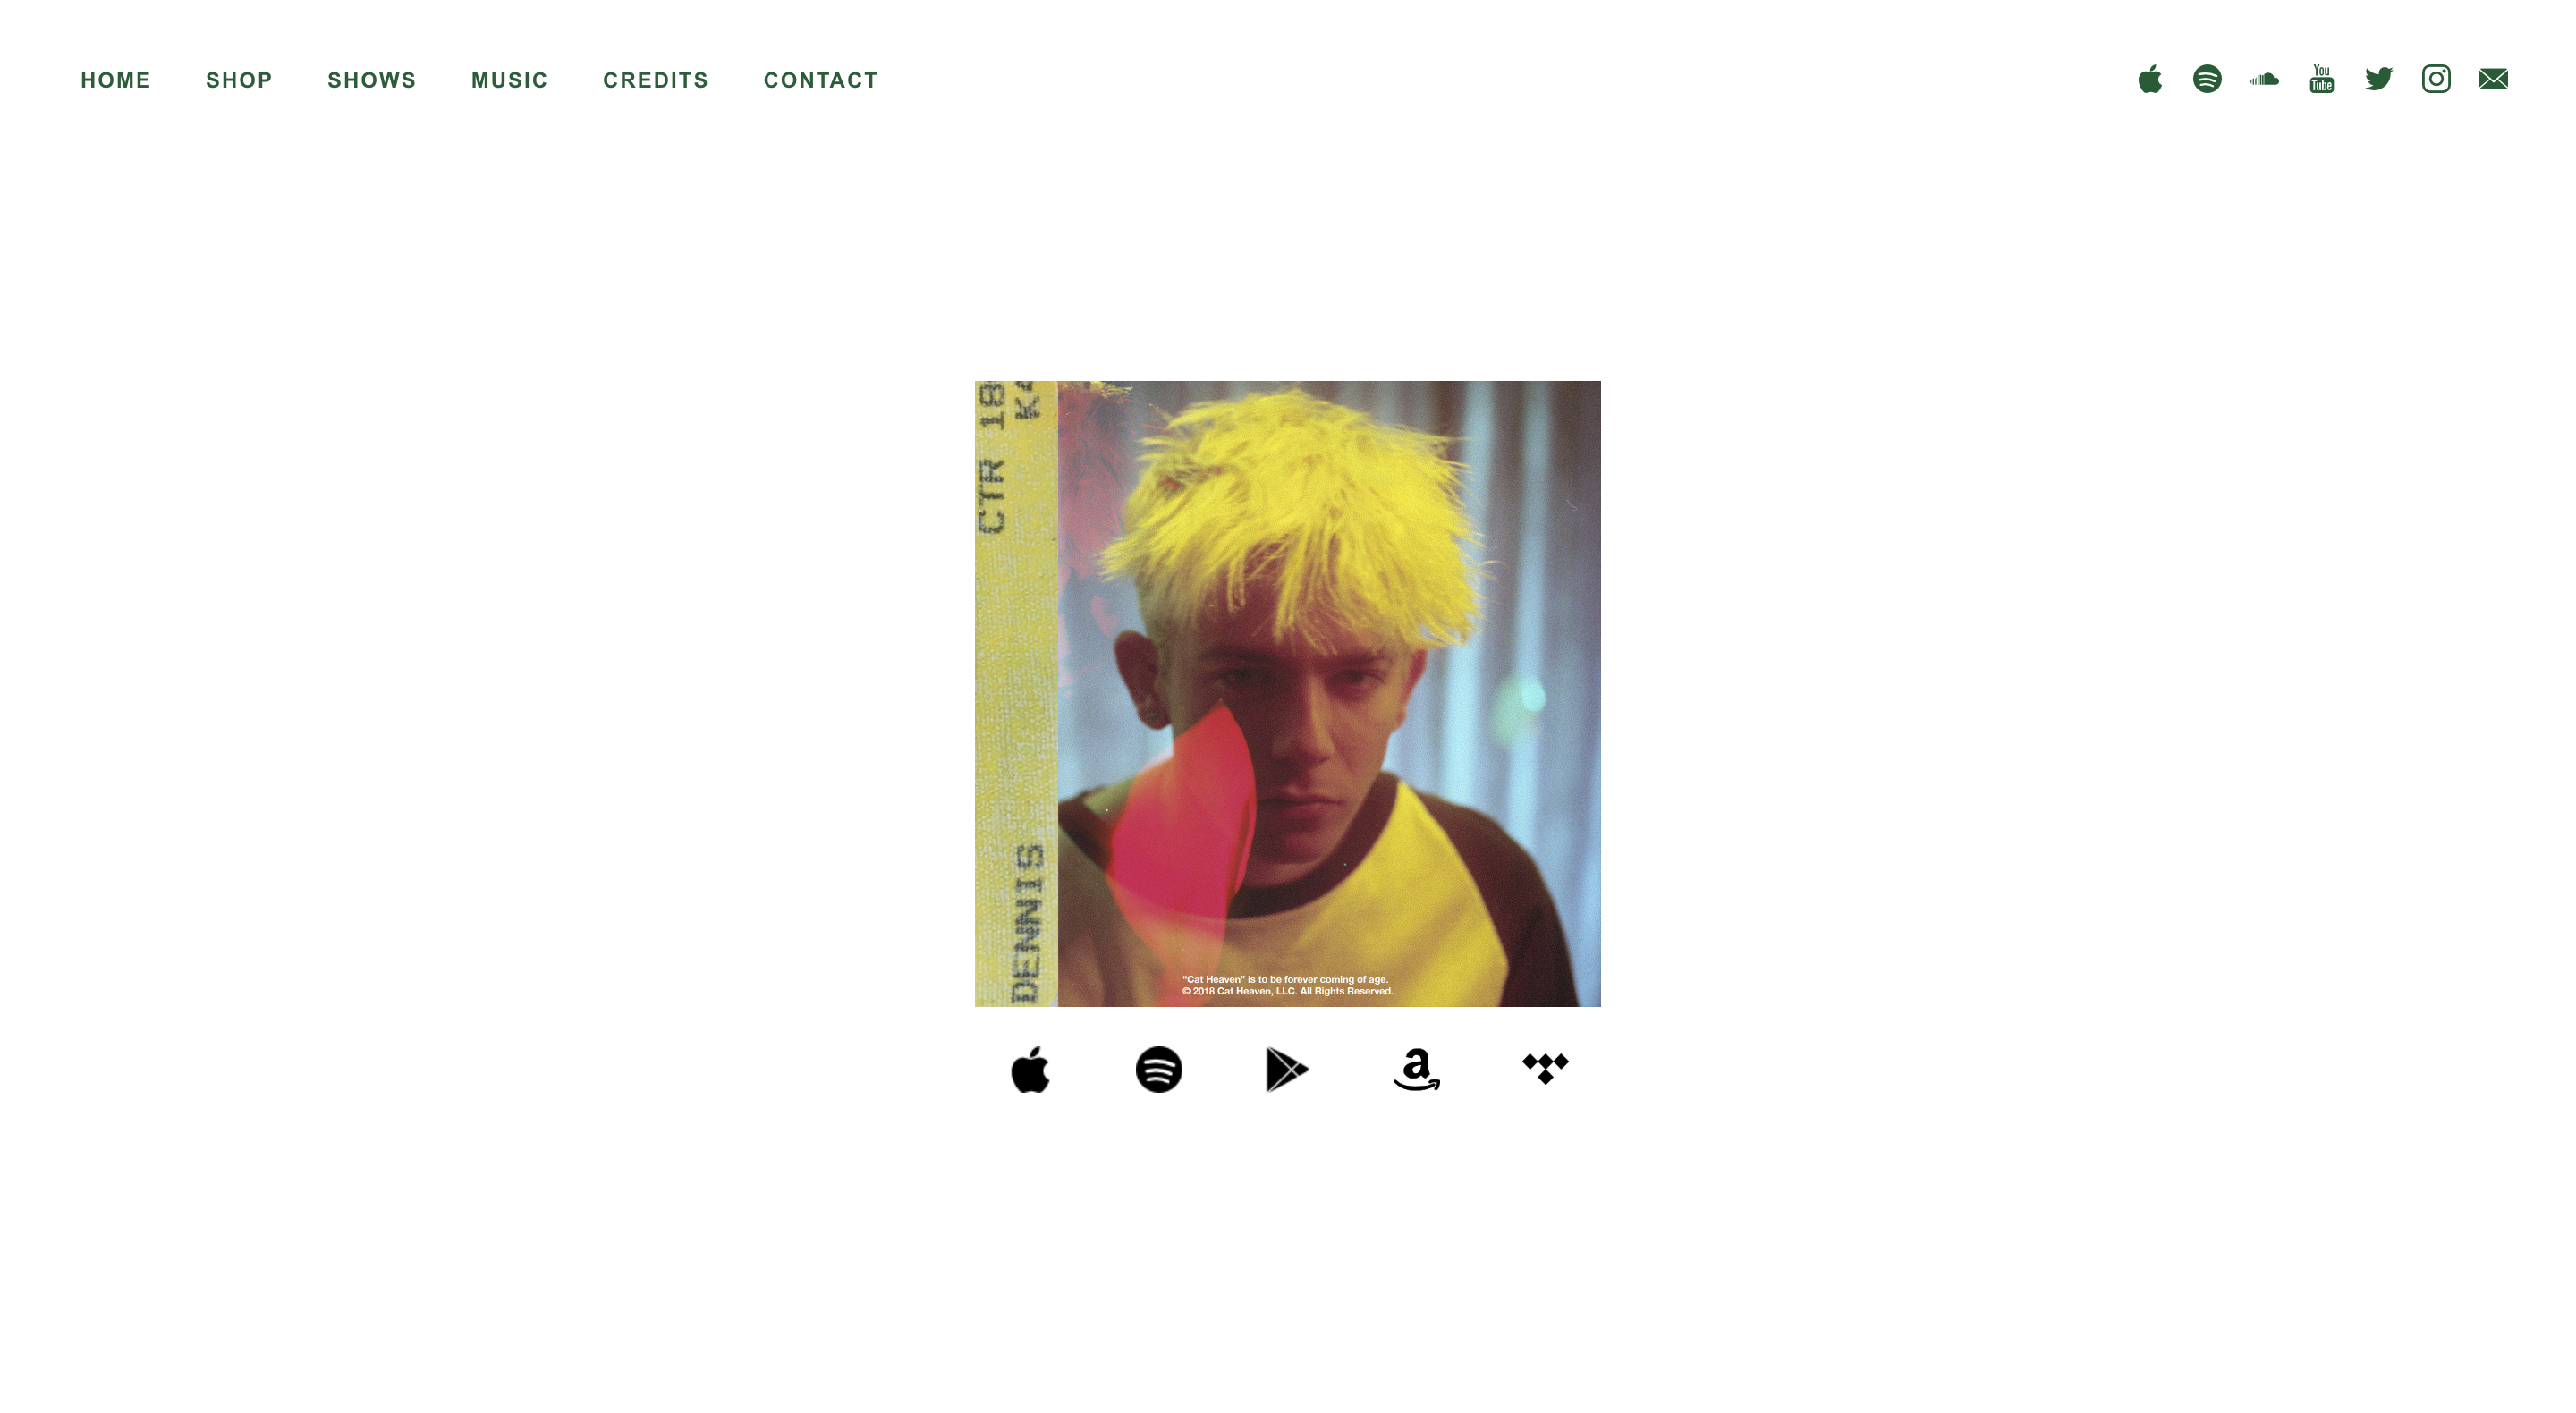 HOME
SHOP
SHOWS
MUSIC
CREDITS
CONTACT
You
Tube
CTR 18
DENNIS
“Cat Heaven” is to be forever coming of age.
© 2018 Cat Heaven, LLC. All Rights Reserved.
a